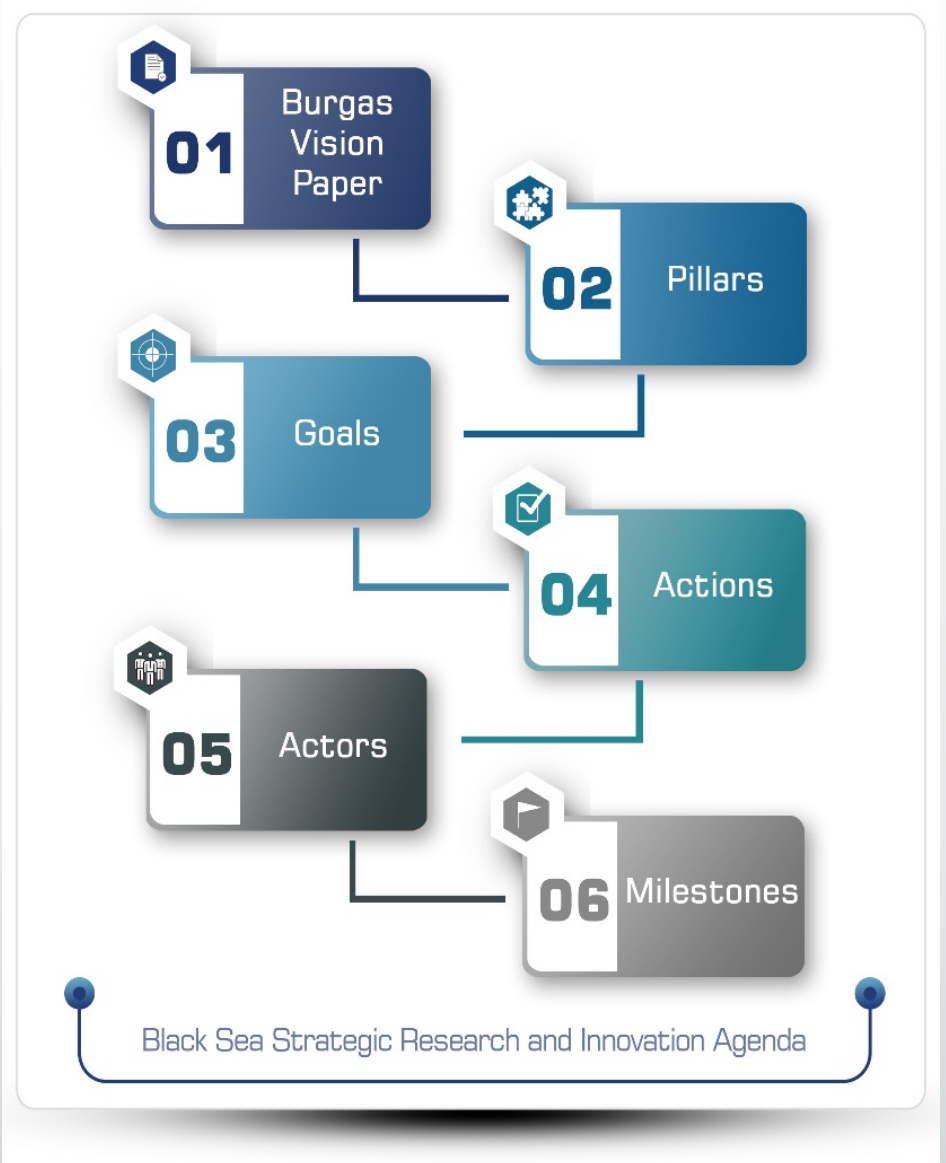 01
Burgas
Vision
Paper
02
Pillars
03
Goals
04
Actions
05
Actors
06
Milestones
Black Sea Strategic Research and Innovation Agenda